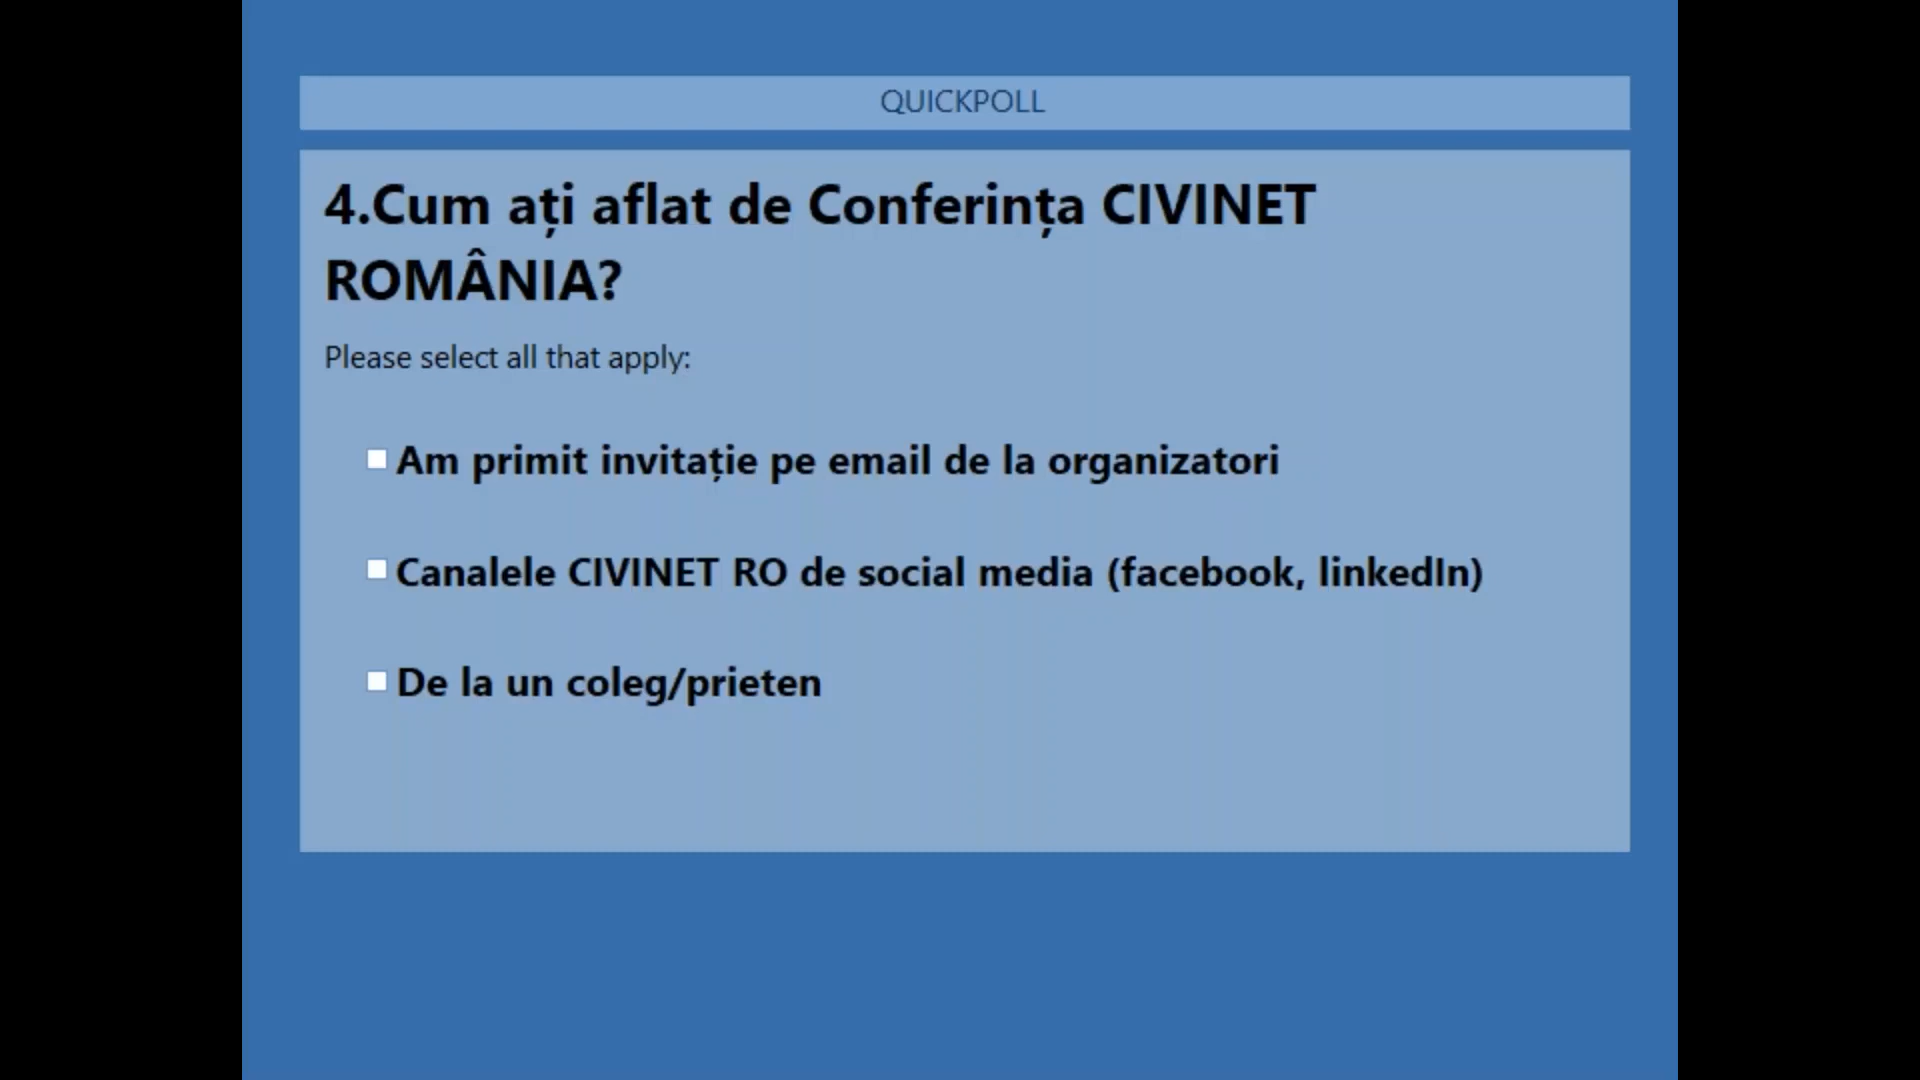 QUICKPOLL
4.Cum ați aflat de Conferința CIVINET
ROMÂNIA?
Please select all that apply:
Am primit invitație pe email de la organizatori
Canalele CIVINET RO de social media (facebook, linkedIn)
De la un coleg/prieten